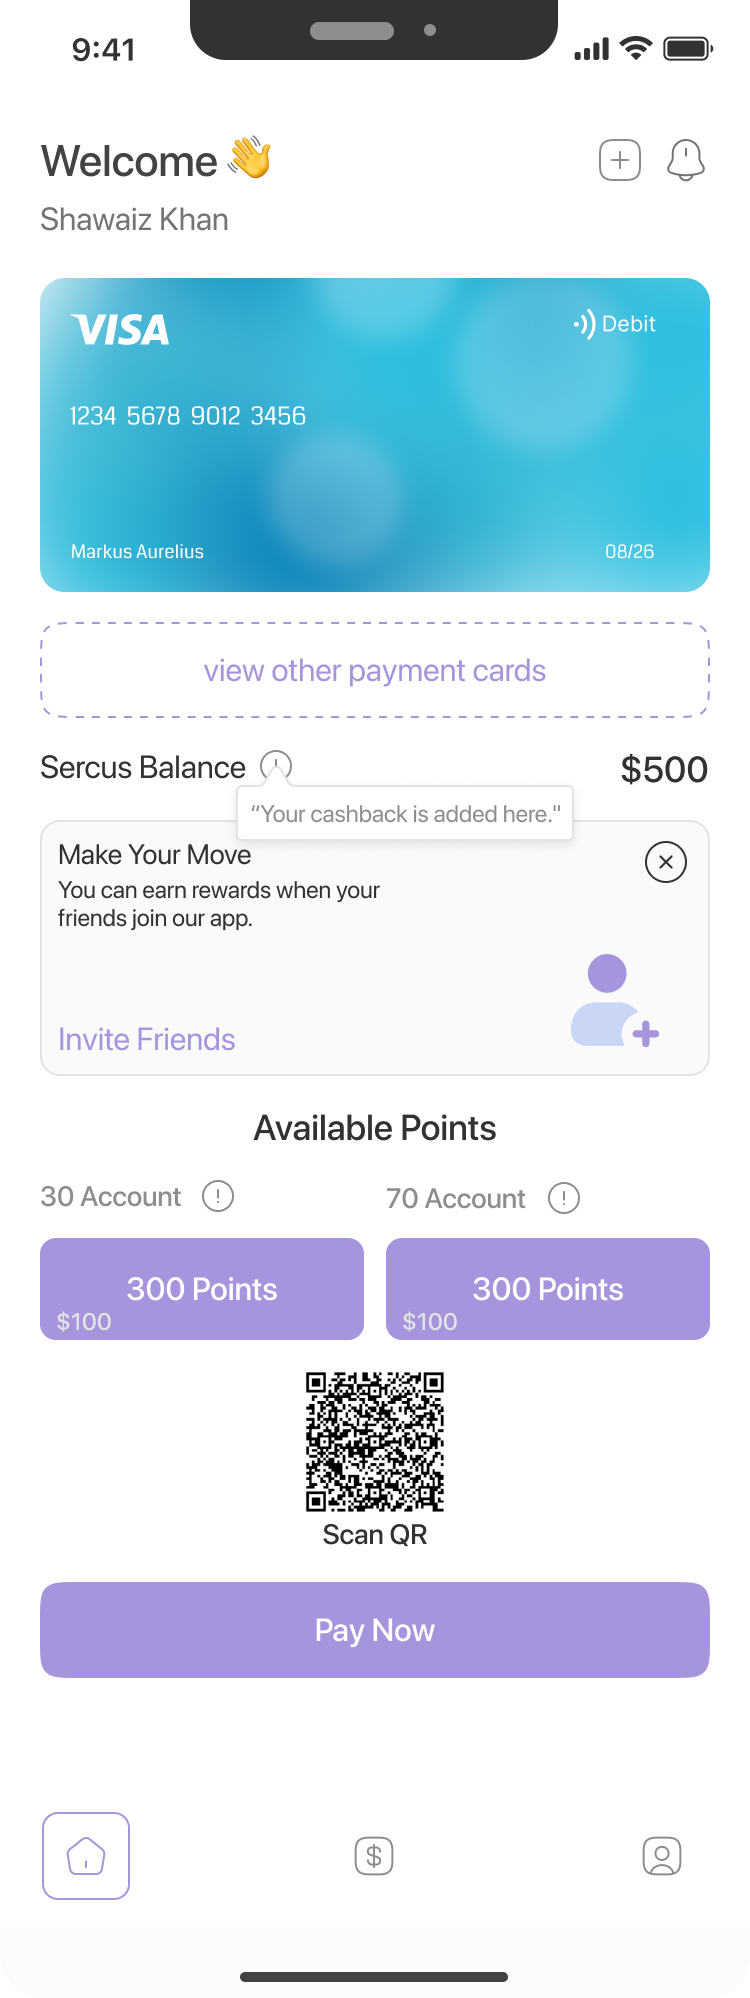 9:41
Welcome 👋
Shawaiz Khan
VISA
Debit
1234 5678 9012 3456
Markus Aurelius
08/26
view other payment cards
Sercus Balance
$500
“Your cashback is added here."
Make Your Move
You can earn rewards when your
friends join our app.
Invite Friends
Available Points
30 Account
70 Account
300 Points
$100
300 Points
$100
Scan QR
Pay Now